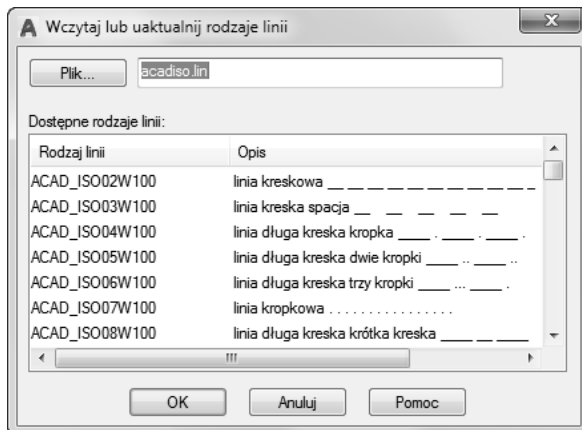 Wczytaj lub uaktualnij rodzaje linii
Plik... acadiso.lin
Dostępne rodzaje linii:
Rodzaj linii Opis
ACAD_ISO02W100 linia kreskowa __ __ __ __ __ __ __ __ __ __ __ __ _
ACAD_ISO03W100 linia kreska spacja __ __ __ __ __
ACAD_ISO04W100 linia długa kreska kropka ____ . ____ . ____ .
ACAD_ISO05W100 linia długa kreska dwie kropki ____ .. ____ ..
ACAD_ISO06W100 linia długa kreska trzy kropki ____ ... ____ .
ACAD_ISO07W100 linia kropkowa . . . . . . . . . . . . . . . .
ACAD_ISO08W100 linia długa kreska krótka kreska ____ __ ____
OK Anuluj Pomoc